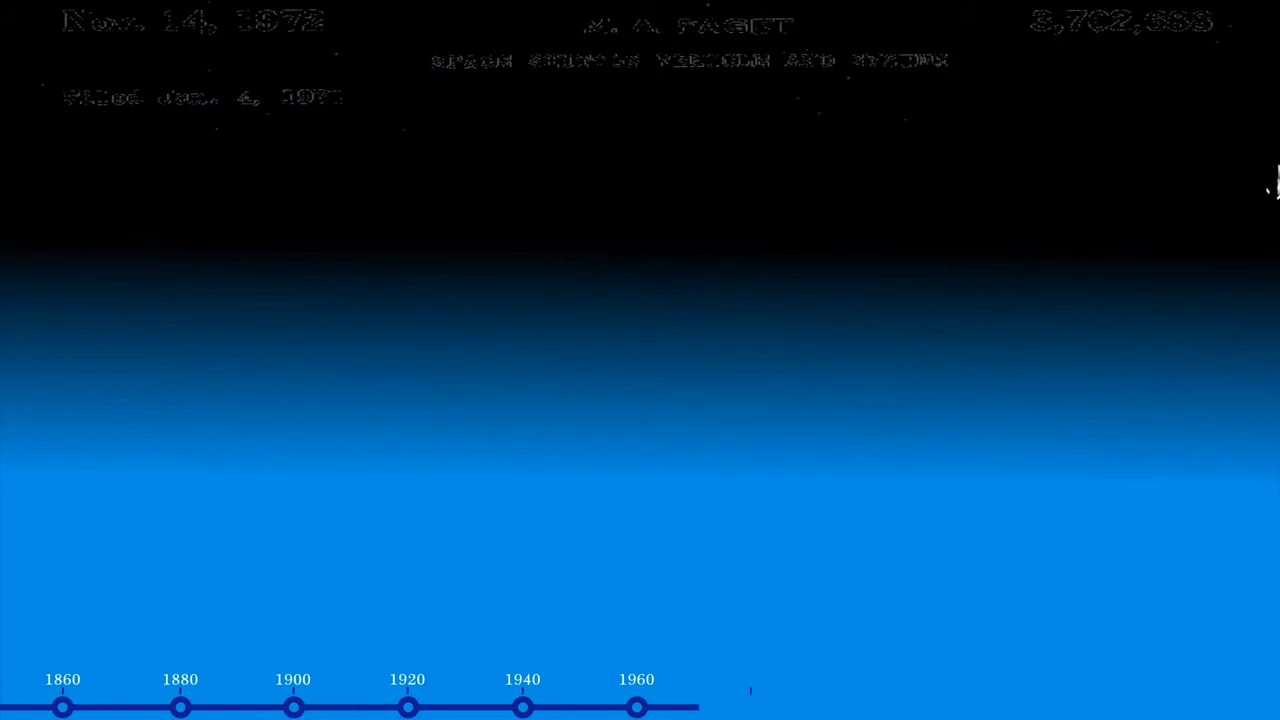 Nov. 14, 1972
M. A. FAGET
3,702,688
SPACE SHUTTLE VEHICLE AND SYSTEM
Filed Jan. 4, 1971
1860 1880 1900 1920 1940 1960